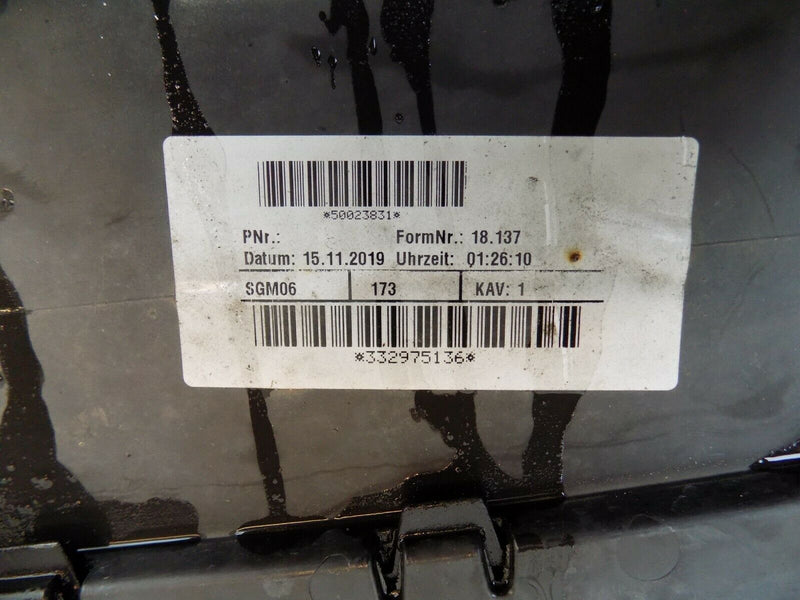 *50023831*
PNr.: FormNr.: 18.137
Datum: 15.11.2019 Uhrzeit: 01:26:10
SGM06 173 KAV: 1
*332975136*